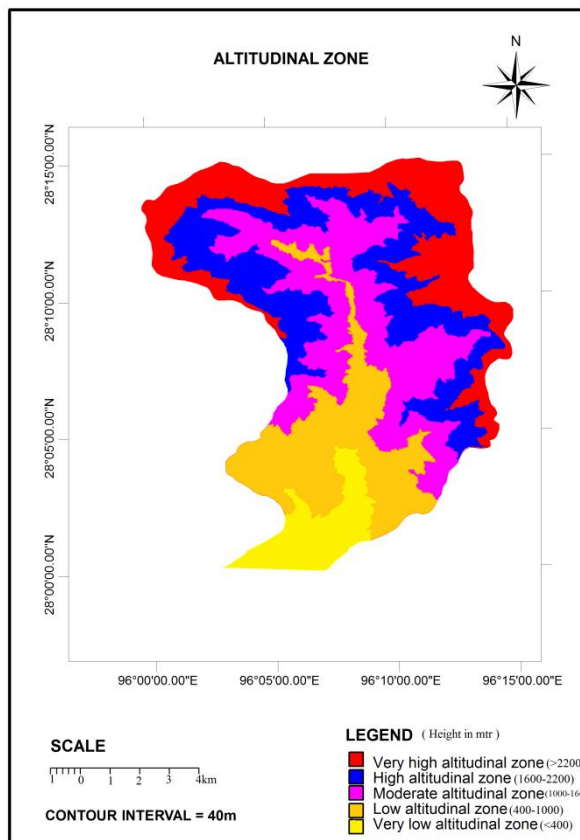 N
ALTITUDINAL ZONE
28°15'00.00"N
28°10'00.00"N
28°05'00.00"N
28°00'00.00"N
96°00'00.00"E 96°05'00.00"E 96°10'00.00"E 96°15'00.00"E
SCALE
1 0 1 2 3 4km
CONTOUR INTERVAL = 40m
LEGEND ( Height in mtr )
Very high altitudinal zone (>2200
High altitudinal zone (1600-2200)
Moderate altitudinal zone (1000-16
Low altitudinal zone (400-1000)
Very low altitudinal zone (<400)